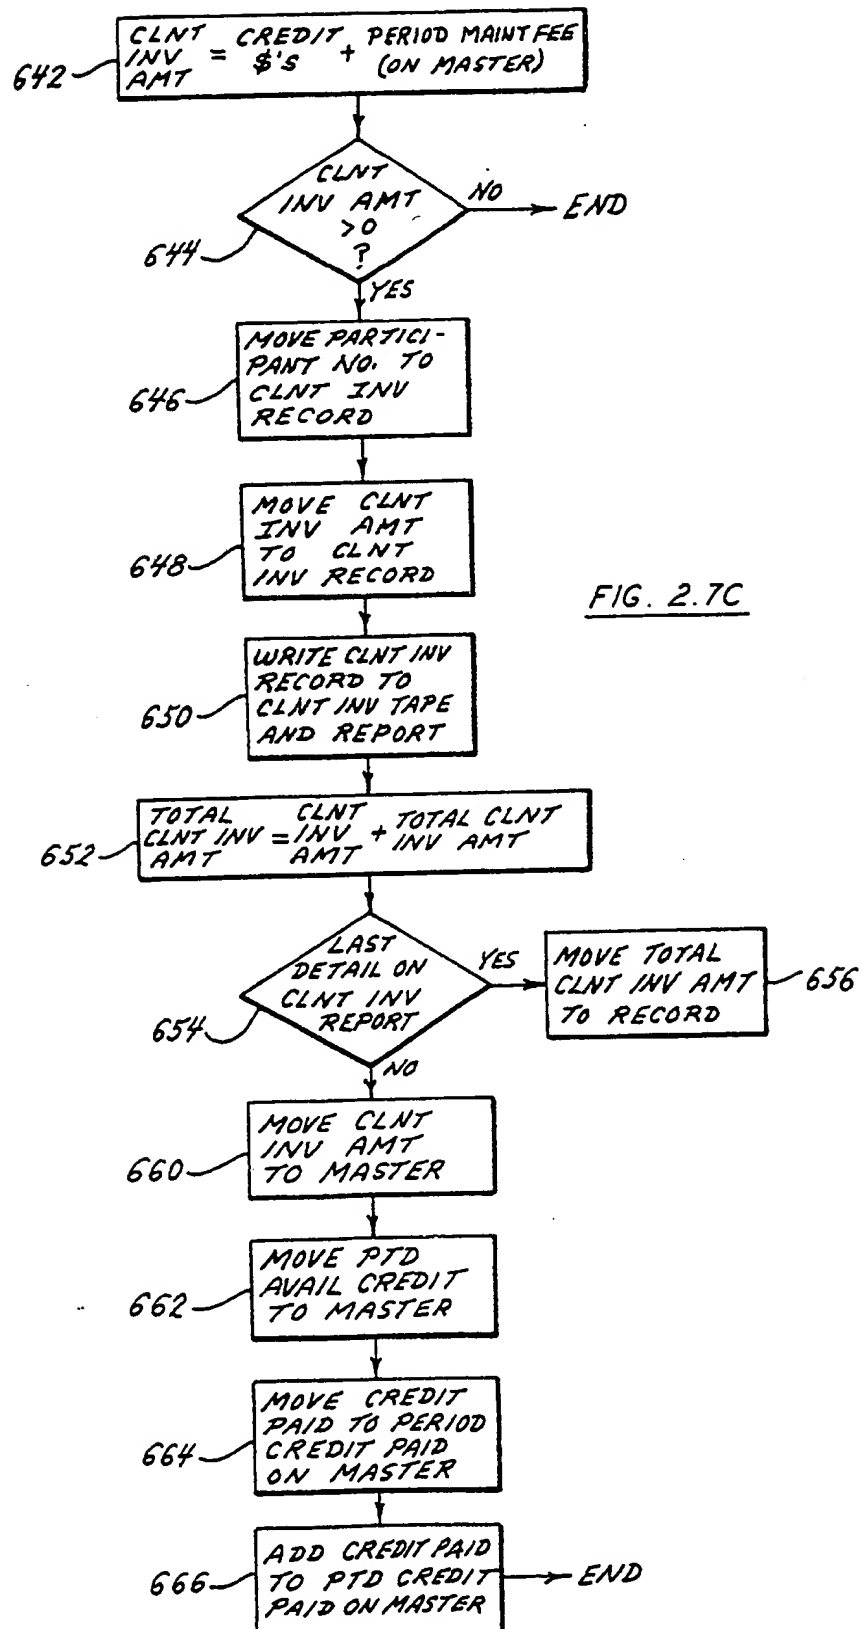 CLNT INV AMT = CREDIT $'S + PERIOD MAINT FEE (ON MASTER)
642
CLNT
INV AMT
>0
?
NO
END
644
YES
MOVE PARTICI-
PANT NO. TO
CLNT INV
RECORD
646
MOVE CLNT
INV AMT
TO CLNT
INV RECORD
648
FIG. 2.7C
WRITE CLNT INV
RECORD TO
CLNT INV TAPE
AND REPORT
650
TOTAL CLNT INV AMT = CLNT INV AMT + TOTAL CLNT INV AMT
652
LAST
DETAIL ON
CLNT INV
REPORT
654
YES
MOVE TOTAL
CLNT INV AMT
TO RECORD
656
NO
MOVE CLNT
INV AMT
TO MASTER
660
MOVE PTD
AVAIL CREDIT
TO MASTER
662
MOVE CREDIT
PAID TO PERIOD
CREDIT PAID
ON MASTER
664
ADD CREDIT PAID
TO PTD CREDIT
PAID ON MASTER
666
END